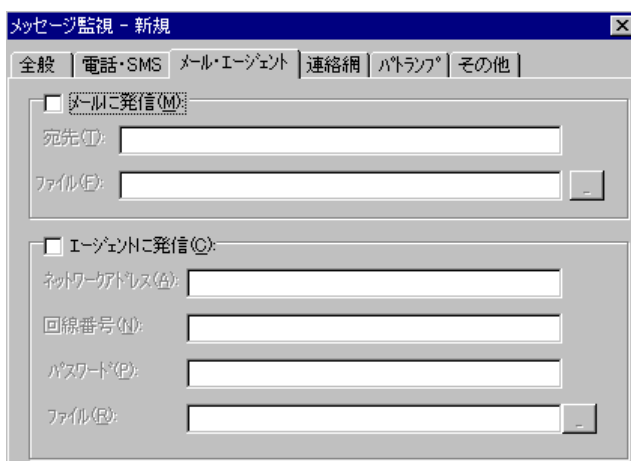 メッセージ監視 - 新規
全般 電話・SMS メール・エージェント 連絡網 パトランプ その他
メールに発信(M):
宛先(T):
ファイル(F):
エージェントに発信(C):
ネットワークアドレス(A):
回線番号(N):
パスワード(P):
ファイル(R):